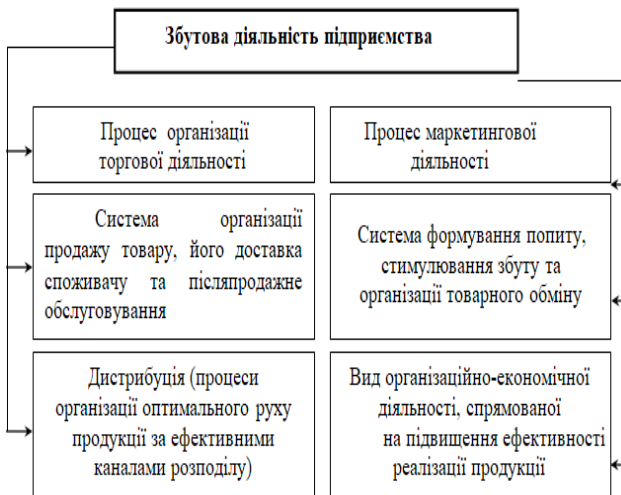 Збутова діяльність підприємства
Процес організації
торгової діяльності
Процес маркетингової
діяльності
Система організації
продажу товару, його доставка
споживачу та післяпродажне
обслуговування
Система формування попиту,
стимулювання збуту та
організації товарного обміну
Дистрибуція (процеси
організації оптимального руху
продукції за ефективними
каналами розподілу)
Вид організаційно-економічної
діяльності, спрямованої
на підвищення ефективності
реалізації продукції